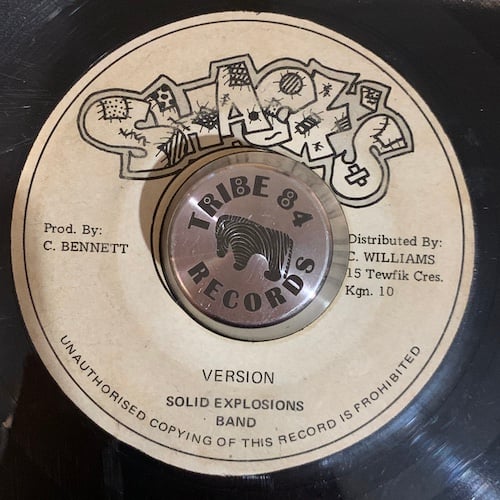 TRIBE 84
RECORDS
Prod. By:
C. BENNETT
Distributed By:
C. WILLIAMS
15 Tewfik Cres.
Kgn. 10
VERSION
SOLID EXPLOSIONS
BAND
UNAUTHORISED COPYING OF THIS RECORD IS PROHIBITED